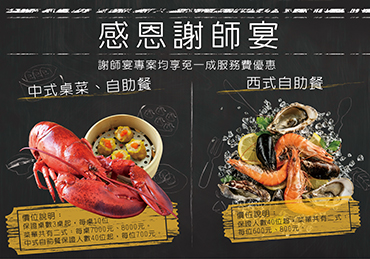 感恩謝師宴
謝師宴專案均享免一成服務費優惠
中式桌菜、自助餐
西式自助餐
價位說明：
保證桌數3桌起，每桌10位
菜單共有二式：每桌7000元、8000元。
中式自助餐保證人數40位起，每位700元。
價位說明：
保證人數40位起，菜單共有二式
每位600元、800元。